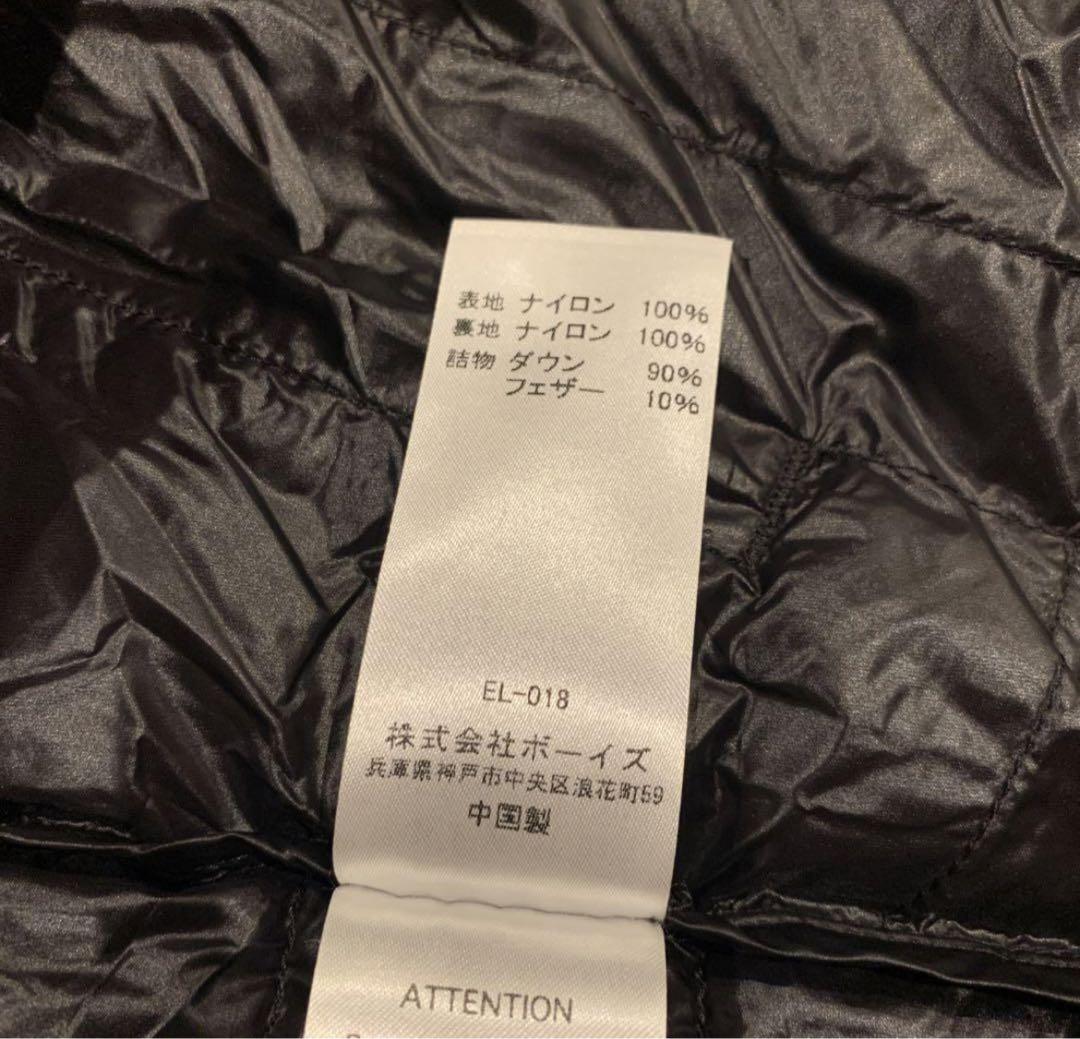 表地 ナイロン 100%
裏地 ナイロン 100%
詰物 ダウン 90%
フェザー 10%
EL-018
株式会社ボーイズ
兵庫県神戸市中央区浪花町59
中国製
ATTENTION